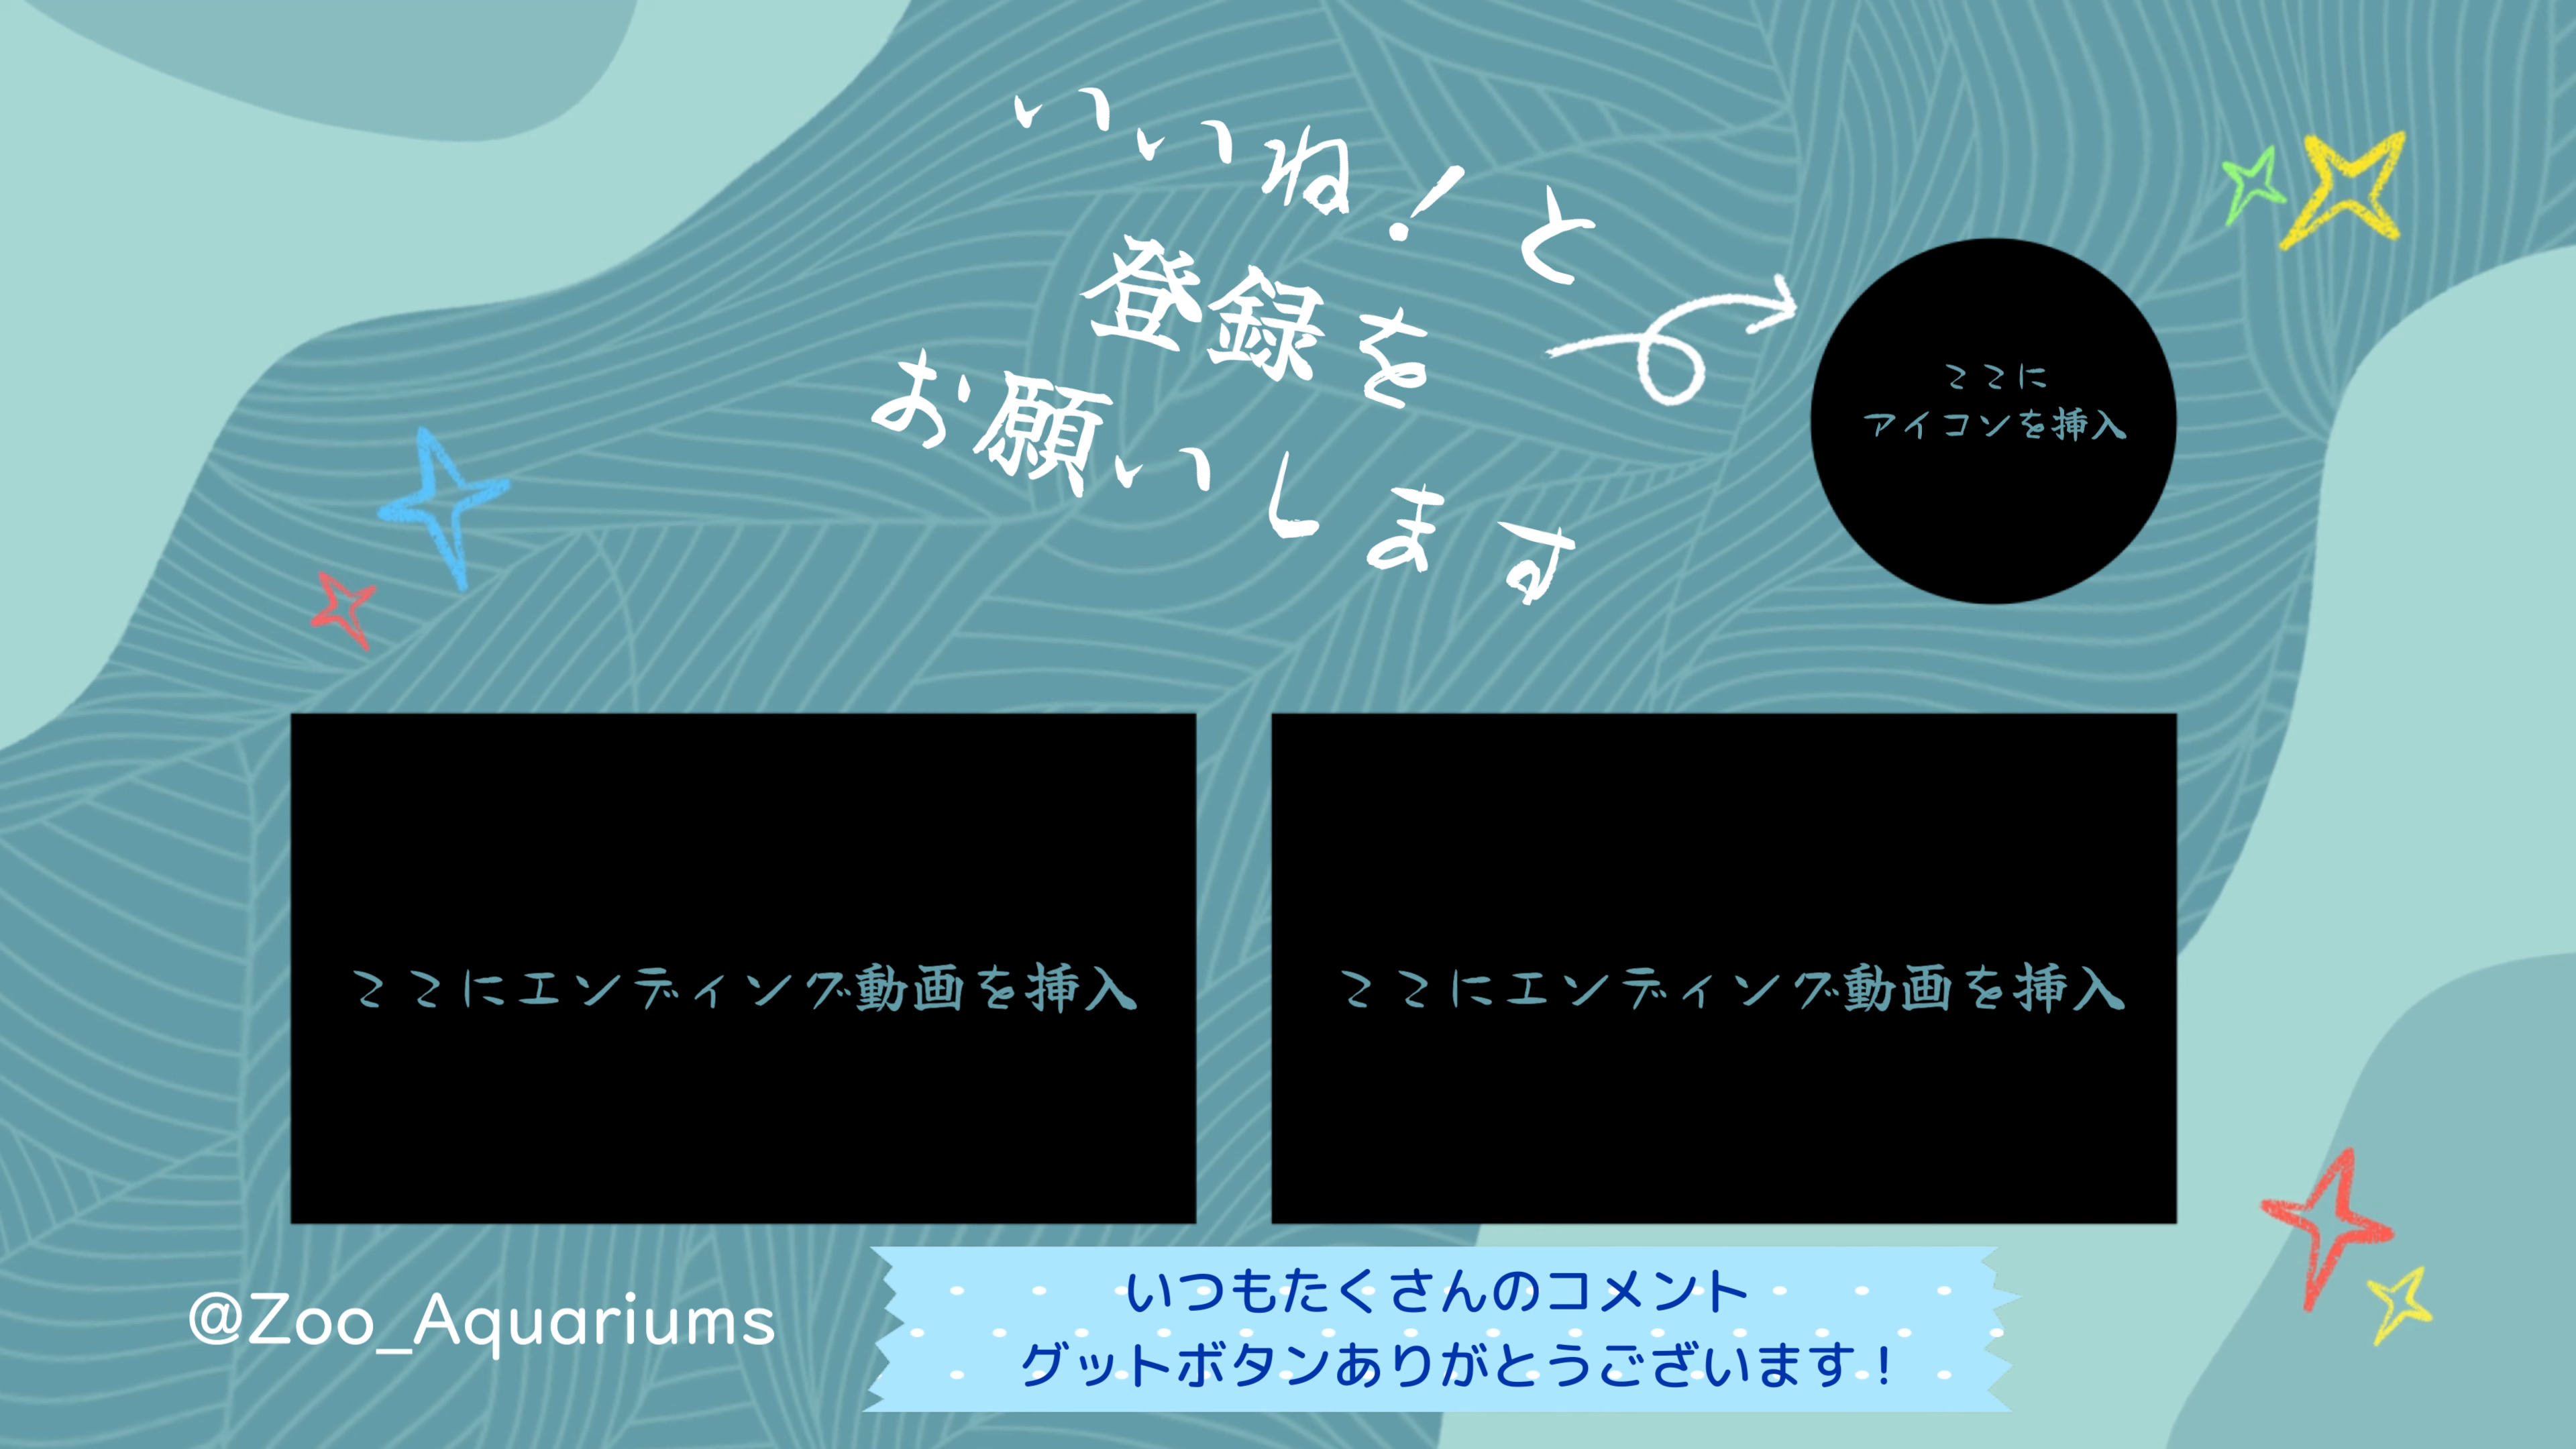 いいね！と
登録を
お願いします
ここに
アイコンを挿入
ここにエンディング動画を挿入
ここにエンディング動画を挿入
@Zoo_Aquariums
いつもたくさんのコメント
グットボタンありがとうございます！